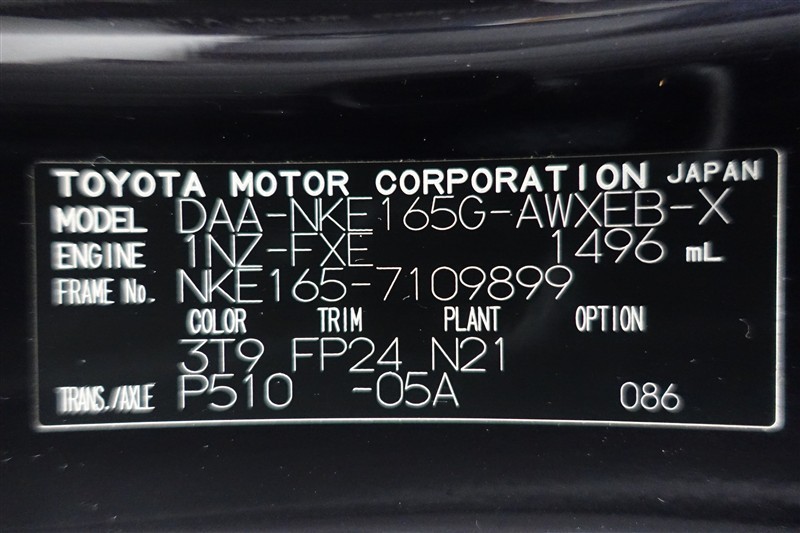 TOYOTA MOTOR CORPORATION JAPAN
MODEL DAA-NKE165G-AWXEB-X
ENGINE 1NZ-FXE 1496 mL
FRAME No. NKE165-7109899
COLOR TRIM PLANT OPTION
3T9 FP24 N21
TRANS./AXLE P510 -05A 086